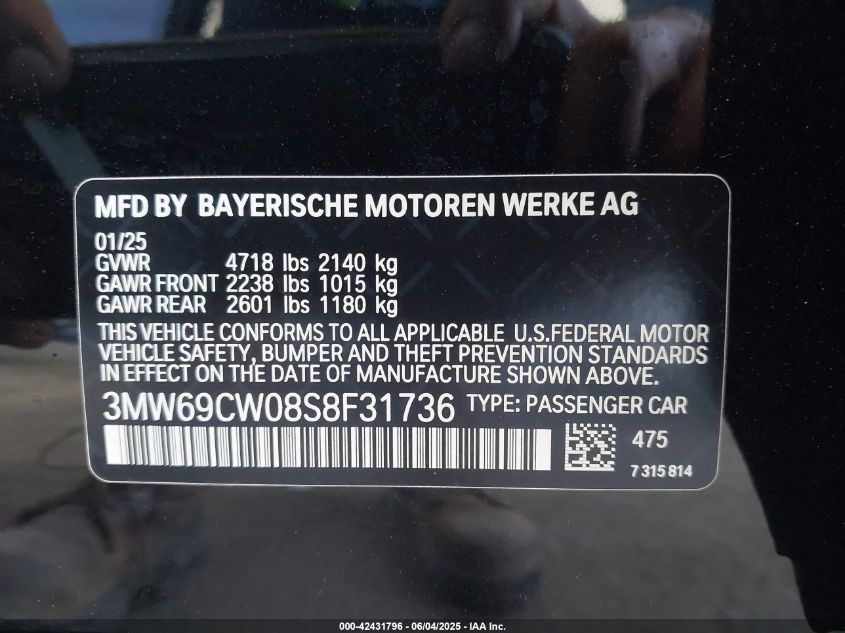 MFD BY BAYERISCHE MOTOREN WERKE AG
01/25
GVWR 4718 lbs 2140 kg
GAWR FRONT 2238 lbs 1015 kg
GAWR REAR 2601 lbs 1180 kg
THIS VEHICLE CONFORMS TO ALL APPLICABLE U.S.FEDERAL MOTOR
VEHICLE SAFETY, BUMPER AND THEFT PREVENTION STANDARDS
IN EFFECT ON THE DATE OF MANUFACTURE SHOWN ABOVE.
3MW69CW08S8F31736 TYPE: PASSENGER CAR
475
7315814
000-42431796 - 06/04/2025 - IAA Inc.